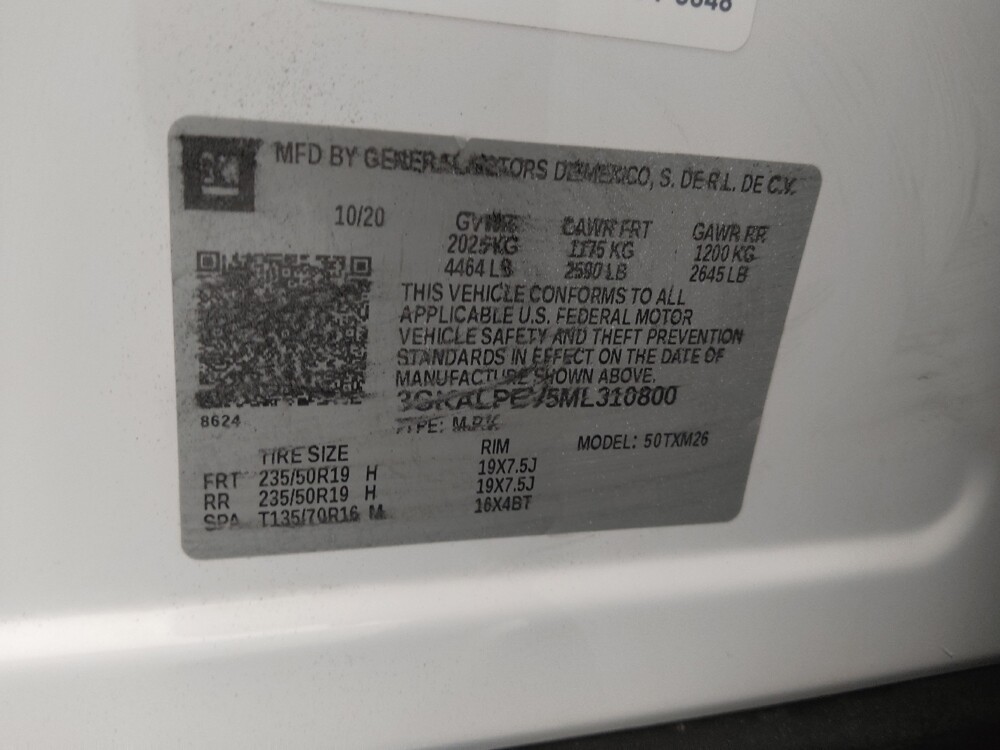 MFD BY GENERAL MOTORS DE MEXICO, S. DE R.L. DE C.V.
10/20 GVWR GAWR FRT GAWR RR
2025 KG 1175 KG 1200 KG
4464 LB 2590 LB 2645 LB
THIS VEHICLE CONFORMS TO ALL
APPLICABLE U.S. FEDERAL MOTOR
VEHICLE SAFETY AND THEFT PREVENTION
STANDARDS IN EFFECT ON THE DATE OF
MANUFACTURE SHOWN ABOVE.
3GKALPEV5ML310800
8624
TYPE: M.P.V.
TIRE SIZE RIM MODEL: 50TXM26
FRT 235/50R19 H 19X7.5J
RR 235/50R19 H 19X7.5J
SPA T135/70R16 M 16X4BT